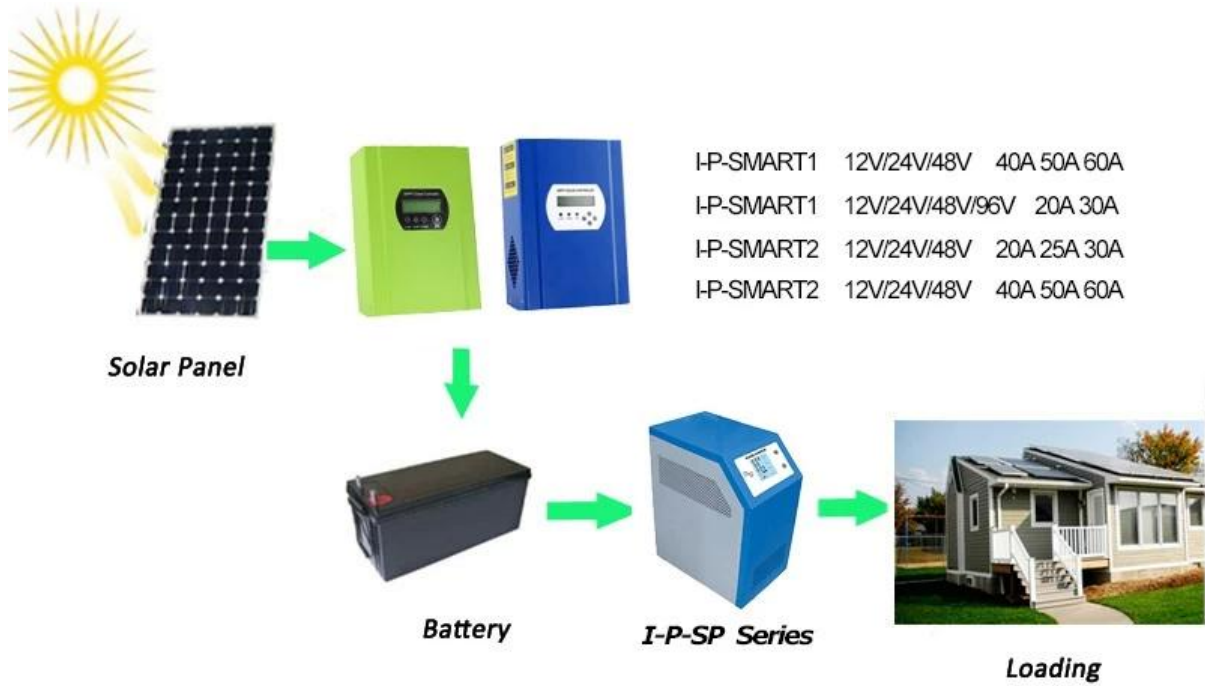 I-P-SMART1 12V/24V/48V 40A 50A 60A
I-P-SMART1 12V/24V/48V/96V 20A 30A
I-P-SMART2 12V/24V/48V 20A 25A 30A
I-P-SMART2 12V/24V/48V 40A 50A 60A
Solar Panel
Battery
I-P-SP Series
Loading